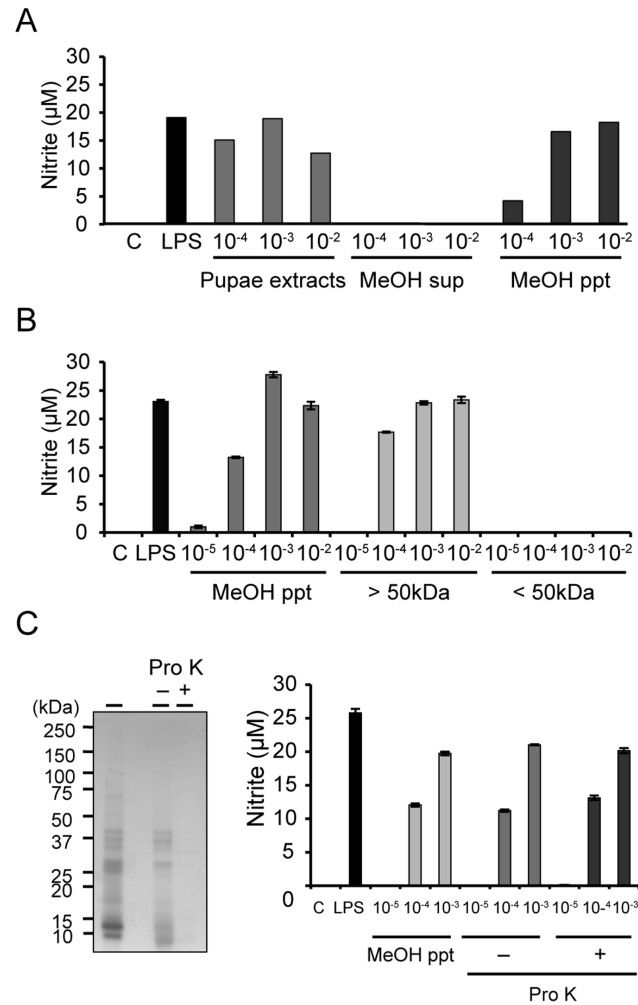 A
Nitrite (µM)
30
25
20
15
10
5
0
C LPS 10⁻⁴ 10⁻³ 10⁻² 10⁻⁴ 10⁻³ 10⁻² 10⁻⁴ 10⁻³ 10⁻²
Pupae extracts MeOH sup MeOH ppt
B
Nitrite (µM)
30
25
20
15
10
5
0
C LPS 10⁻⁵ 10⁻⁴ 10⁻³ 10⁻² 10⁻⁵ 10⁻⁴ 10⁻³ 10⁻² 10⁻⁵ 10⁻⁴ 10⁻³ 10⁻²
MeOH ppt > 50kDa < 50kDa
C
Pro K
(kDa) – +
250
150
100
75
50
37
25
20
15
10
Nitrite (µM)
30
25
20
15
10
5
0
C LPS 10⁻⁵ 10⁻⁴ 10⁻³ 10⁻⁵ 10⁻⁴ 10⁻³ 10⁻⁵ 10-⁴ 10⁻³
MeOH ppt – +
Pro K